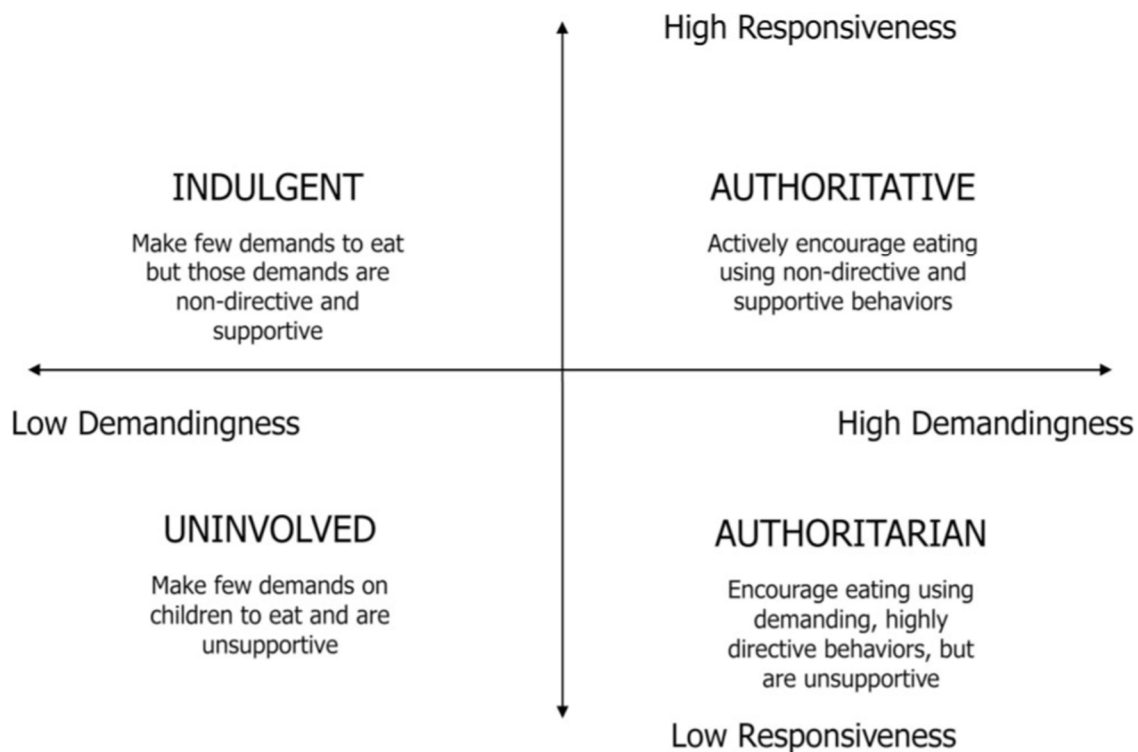 High Responsiveness
INDULGENT
Make few demands to eat
but those demands are
non-directive and
supportive
AUTHORITATIVE
Actively encourage eating
using non-directive and
supportive behaviors
Low Demandingness
High Demandingness
UNINVOLVED
Make few demands on
children to eat and are
unsupportive
AUTHORITARIAN
Encourage eating using
demanding, highly
directive behaviors, but
are unsupportive
Low Responsiveness